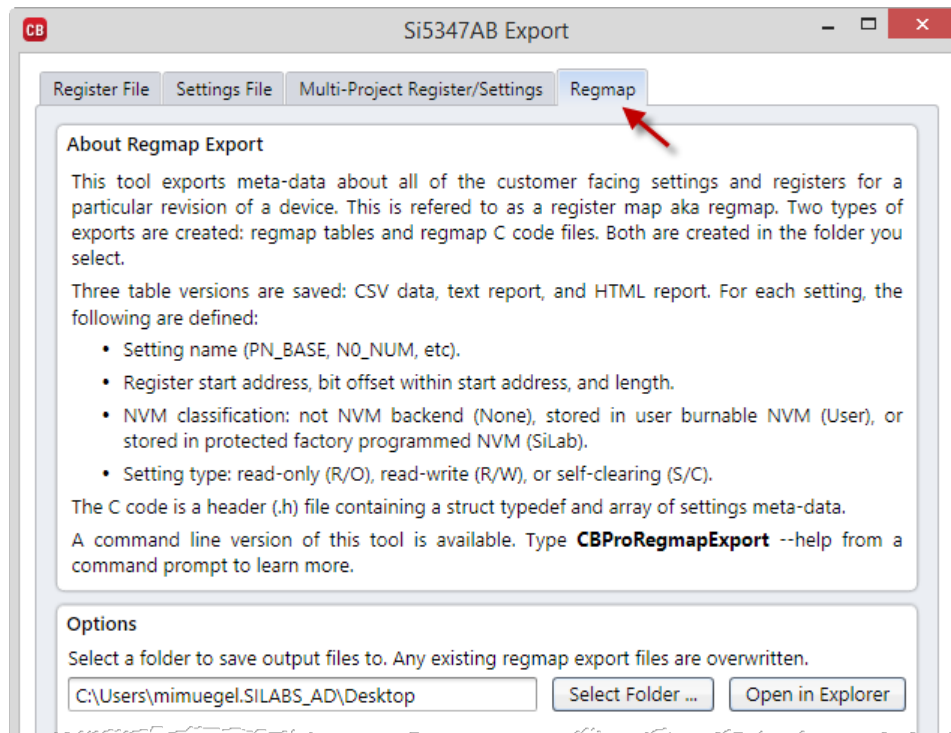 CB
Si5347AB Export
Register File
Settings File
Multi-Project Register/Settings
Regmap
About Regmap Export
This tool exports meta-data about all of the customer facing settings and registers for a
particular revision of a device. This is refered to as a register map aka regmap. Two types of
exports are created: regmap tables and regmap C code files. Both are created in the folder you
select.
Three table versions are saved: CSV data, text report, and HTML report. For each setting, the
following are defined:
• Setting name (PN_BASE, N0_NUM, etc).
• Register start address, bit offset within start address, and length.
• NVM classification: not NVM backend (None), stored in user burnable NVM (User), or
stored in protected factory programmed NVM (SiLab).
• Setting type: read-only (R/O), read-write (R/W), or self-clearing (S/C).
The C code is a header (.h) file containing a struct typedef and array of settings meta-data.
A command line version of this tool is available. Type CBProRegmapExport --help from a
command prompt to learn more.
Options
Select a folder to save output files to. Any existing regmap export files are overwritten.
C:\Users\mimuegel.SILABS_AD\Desktop
Select Folder ...
Open in Explorer